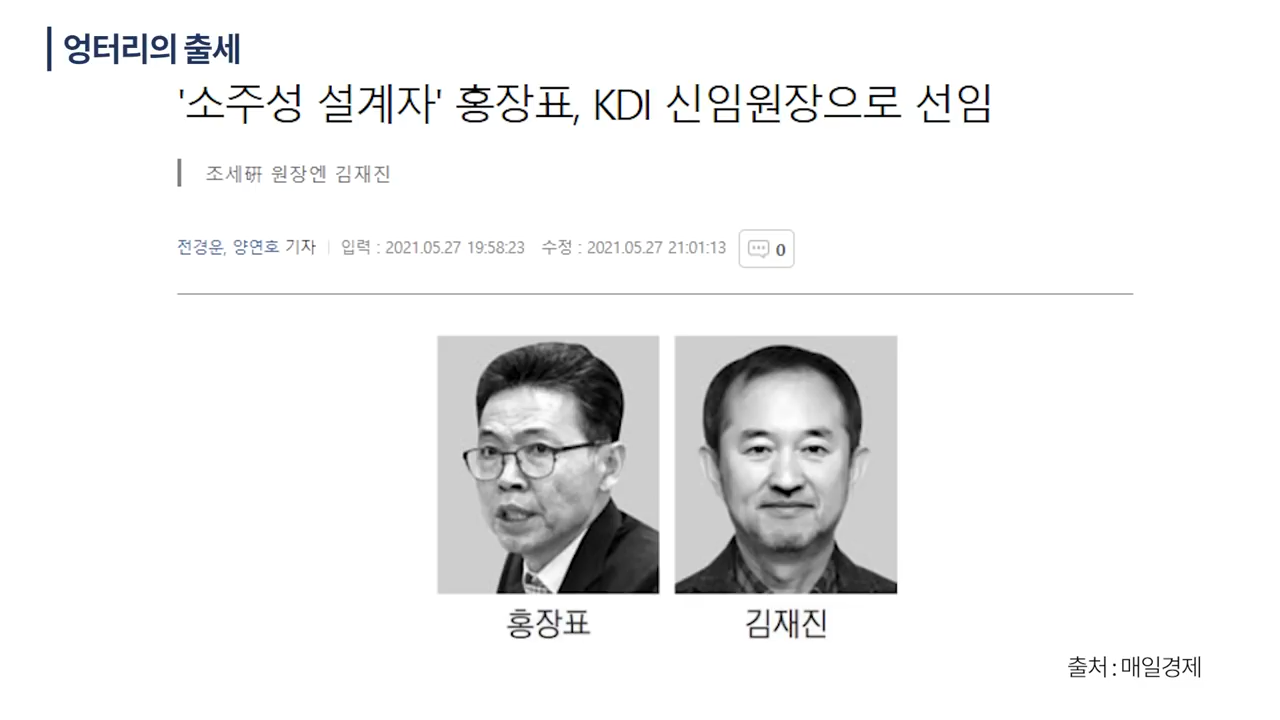 엉터리의 출세
'소주성 설계자' 홍장표, KDI 신임원장으로 선임
조세硏 원장엔 김재진
전경운, 양연호 기자 입력 : 2021.05.27 19:58:23 수정 : 2021.05.27 21:01:13 0
홍장표 김재진
출처 : 매일경제